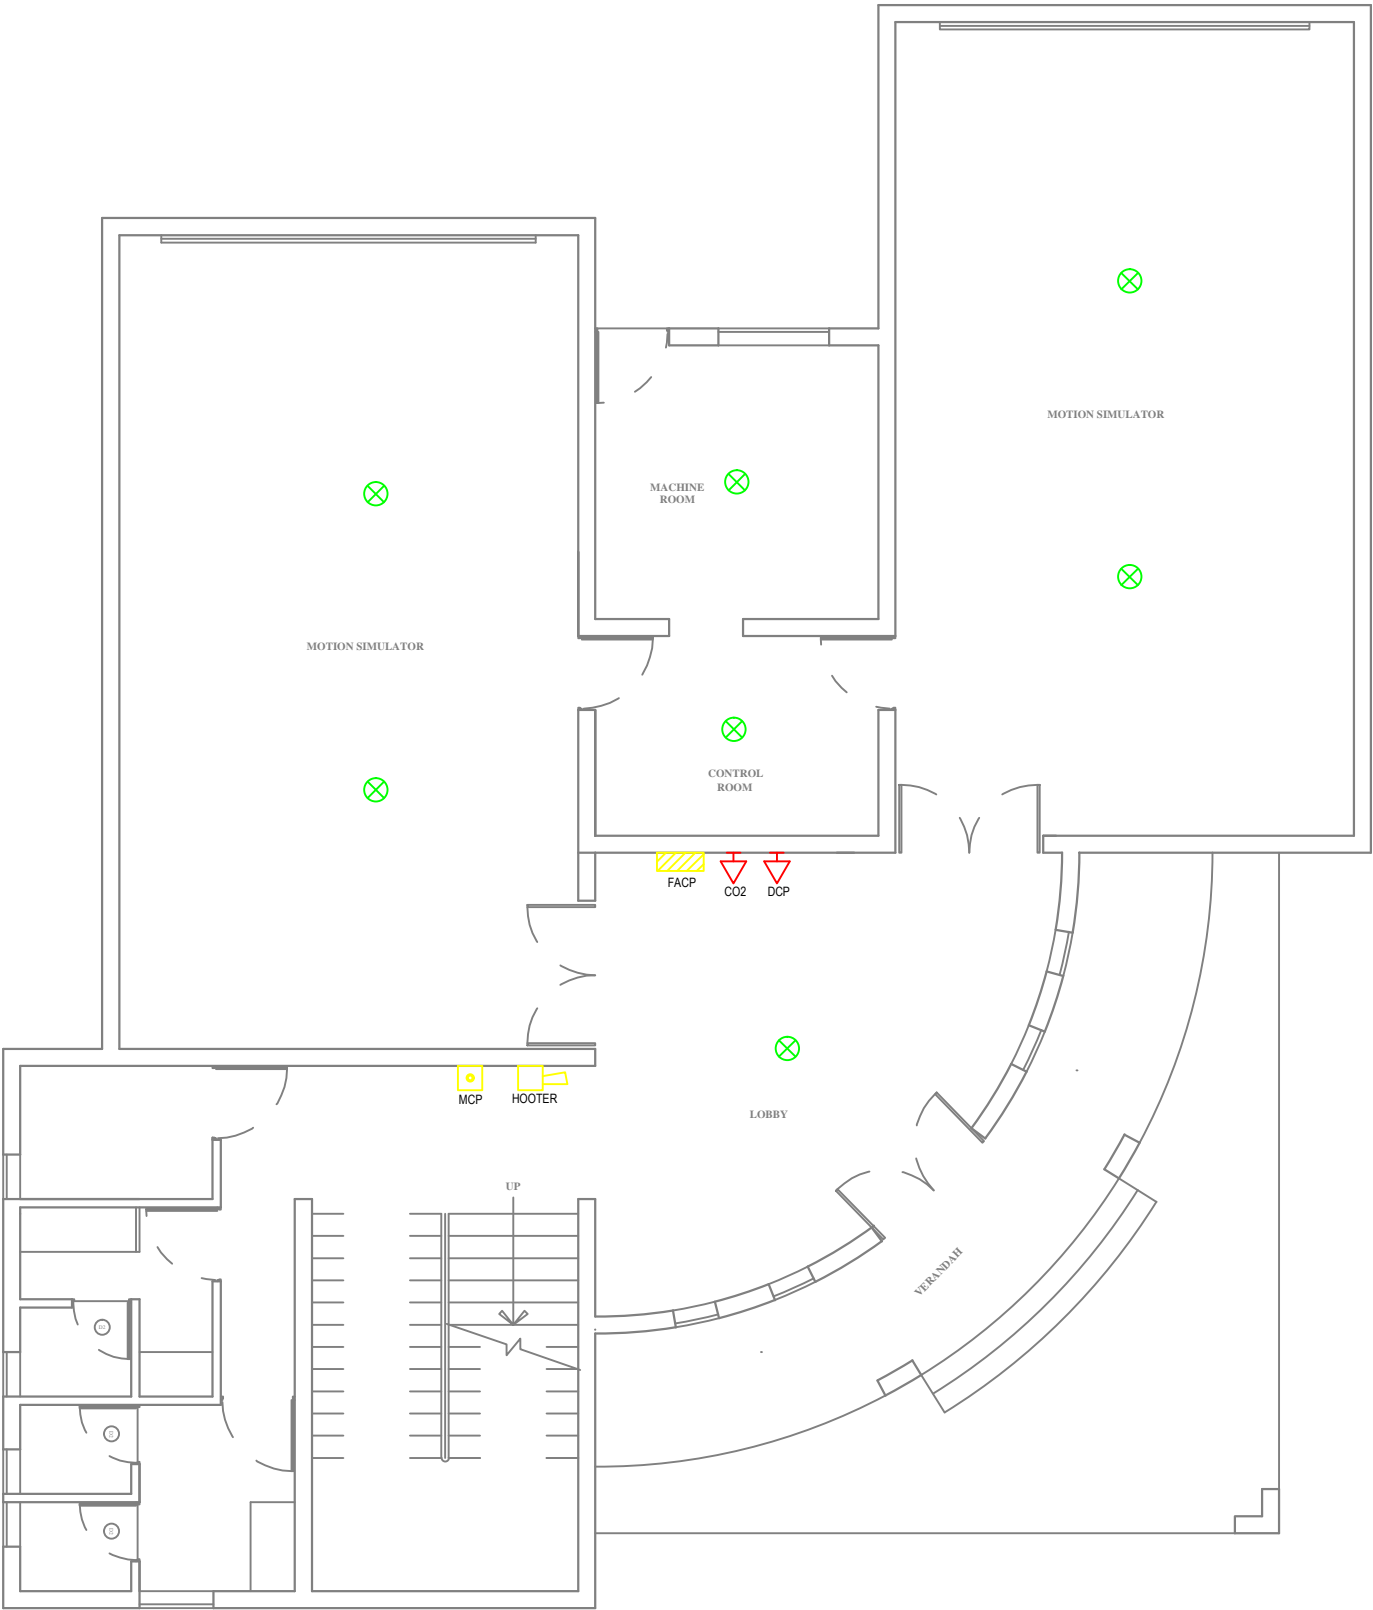 MOTION SIMULATOR
MACHINE
ROOM
MOTION SIMULATOR
CONTROL
ROOM
FACP
CO2
DCP
MCP
HOOTER
LOBBY
UP
VERANDAH